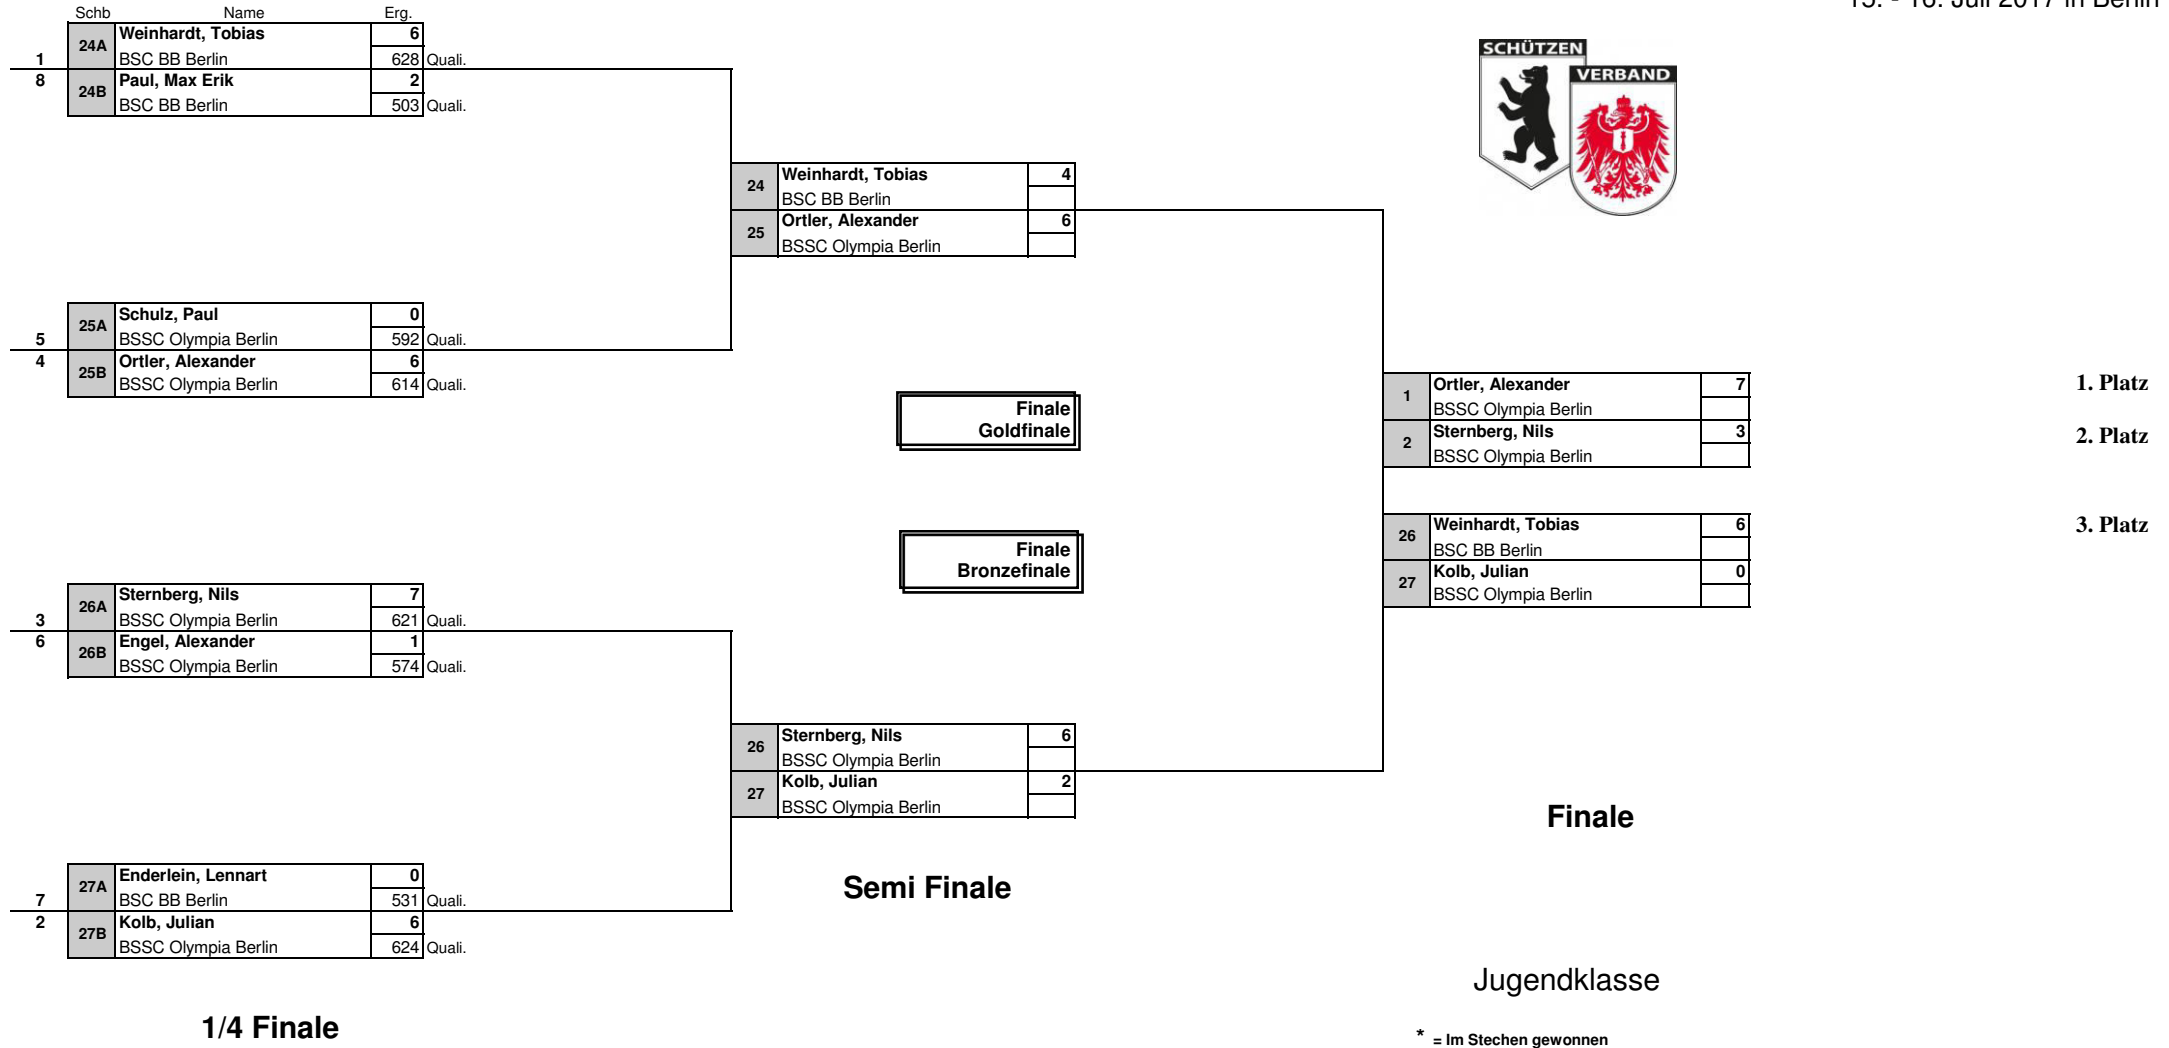 15. - 16. Juli 2017 in Berlin
Schb Name Erg.
24A Weinhardt, Tobias 6
1 BSC BB Berlin 628 Quali.
8 24B Paul, Max Erik 2
BSC BB Berlin 503 Quali.
SCHÜTZEN
VERBAND
24 Weinhardt, Tobias 4
BSC BB Berlin
25 Ortler, Alexander 6
BSSC Olympia Berlin
25A Schulz, Paul 0
5 BSSC Olympia Berlin 592 Quali.
4 25B Ortler, Alexander 6
BSSC Olympia Berlin 614 Quali.
Finale
Goldfinale
1 Ortler, Alexander 7 1. Platz
BSSC Olympia Berlin
2 Sternberg, Nils 3 2. Platz
BSSC Olympia Berlin
Finale
Bronzefinale
26 Weinhardt, Tobias 6 3. Platz
BSC BB Berlin
27 Kolb, Julian 0
BSSC Olympia Berlin
26A Sternberg, Nils 7
3 BSSC Olympia Berlin 621 Quali.
6 26B Engel, Alexander 1
BSSC Olympia Berlin 574 Quali.
26 Sternberg, Nils 6
BSSC Olympia Berlin
27 Kolb, Julian 2
BSSC Olympia Berlin
Finale
27A Enderlein, Lennart 0
7 BSC BB Berlin 531 Quali.
2 27B Kolb, Julian 6
BSSC Olympia Berlin 624 Quali.
Semi Finale
Jugendklasse
1/4 Finale
* = Im Stechen gewonnen